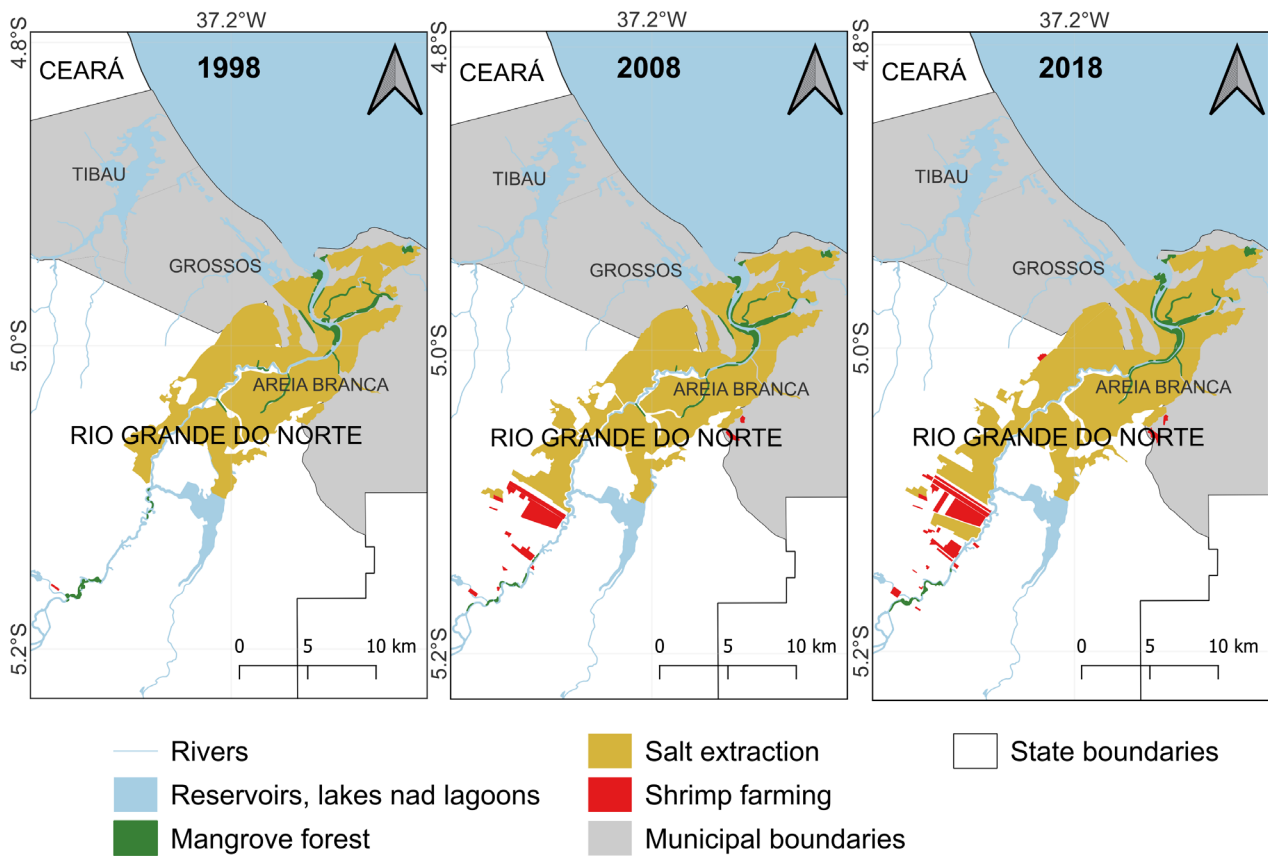 37.2°W
37.2°W
37.2°W
4.8°S
CEARÁ
1998
TIBAU
GROSSOS
5.0°S
AREIA BRANCA
RIO GRANDE DO NORTE
5.2°S
0 5 10 km
4.8°S
CEARÁ
2008
TIBAU
GROSSOS
5.0°S
AREIA BRANCA
RIO GRANDE DO NORTE
5.2°S
0 5 10 km
4.8°S
CEARÁ
2018
TIBAU
GROSSOS
5.0°S
AREIA BRANCA
RIO GRANDE DO NORTE
5.2°S
0 5 10 km
Rivers
Reservoirs, lakes nad lagoons
Mangrove forest
Salt extraction
Shrimp farming
Municipal boundaries
State boundaries